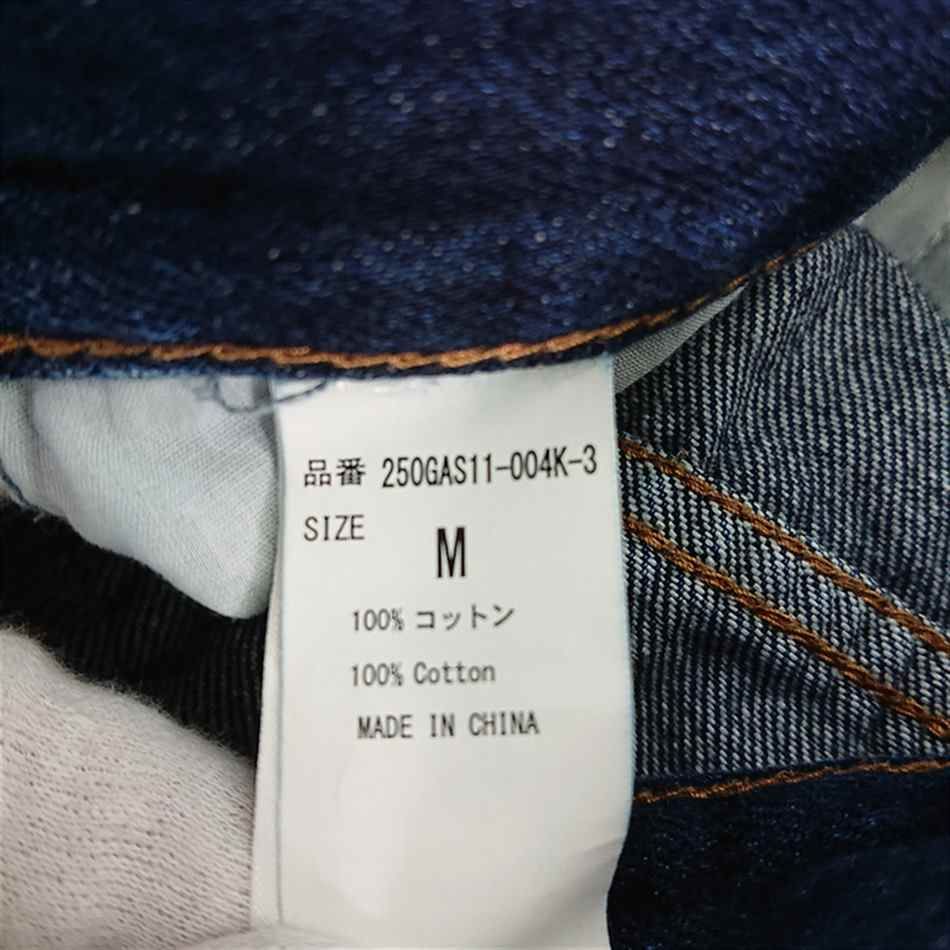 品番 250GAS11-004K-3
SIZE
M
100% コットン
100% Cotton
MADE IN CHINA